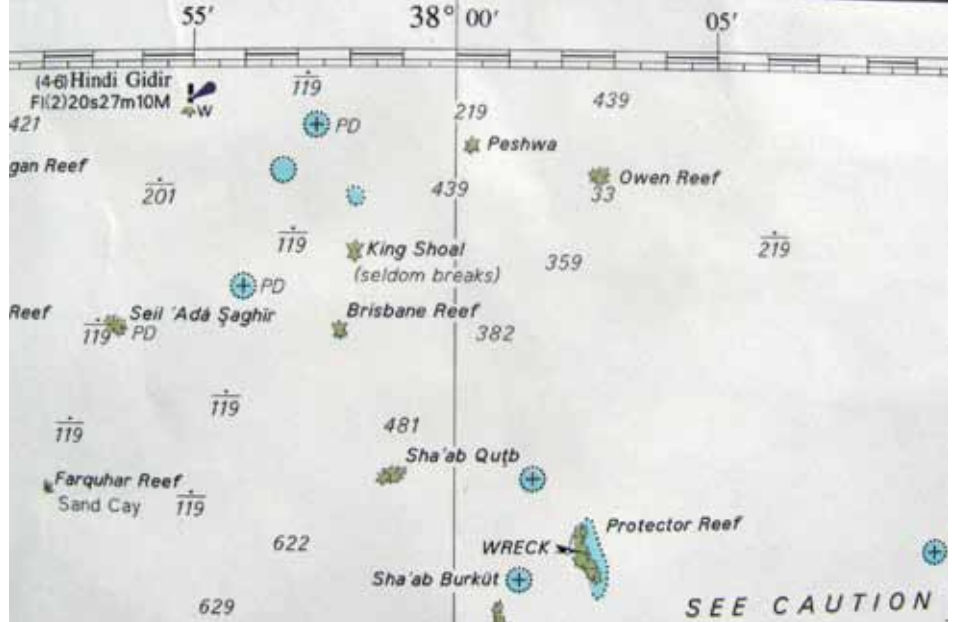 55'
38° 00'
05'
(46)Hindi Gidir
Fl(2)20s27m10M
W
119
439
421
PD
219
Peshwa
gan Reef
Owen Reef
201
439
33
119
King Shoal
219
(seldom breaks)
359
PD
Reef
Seil 'Adá Şaghīr
Brisbane Reef
119
PD
382
119
119
481
Sha'ab Quţb
Farquhar Reef
Sand Cay
119
Protector Reef
622
WRECK
Sha'ab Burkūt
629
SEE CAUTION